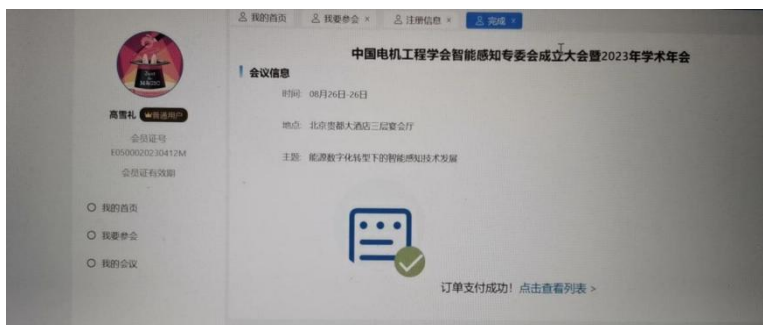 我的首页
我要参会 ×
注册信息 ×
完成 ×
中国电机工程学会智能感知专委会成立大会暨2023年学术年会
会议信息
时间: 08月26日-26日
地点: 北京贵都大酒店三层宴会厅
主题: 能源数字化转型下的智能感知技术发展
高雪礼 普通用户
会员证号
E0500020230412M
会员证有效期
我的首页
我要参会
我的会议
订单支付成功! 点击查看列表 >